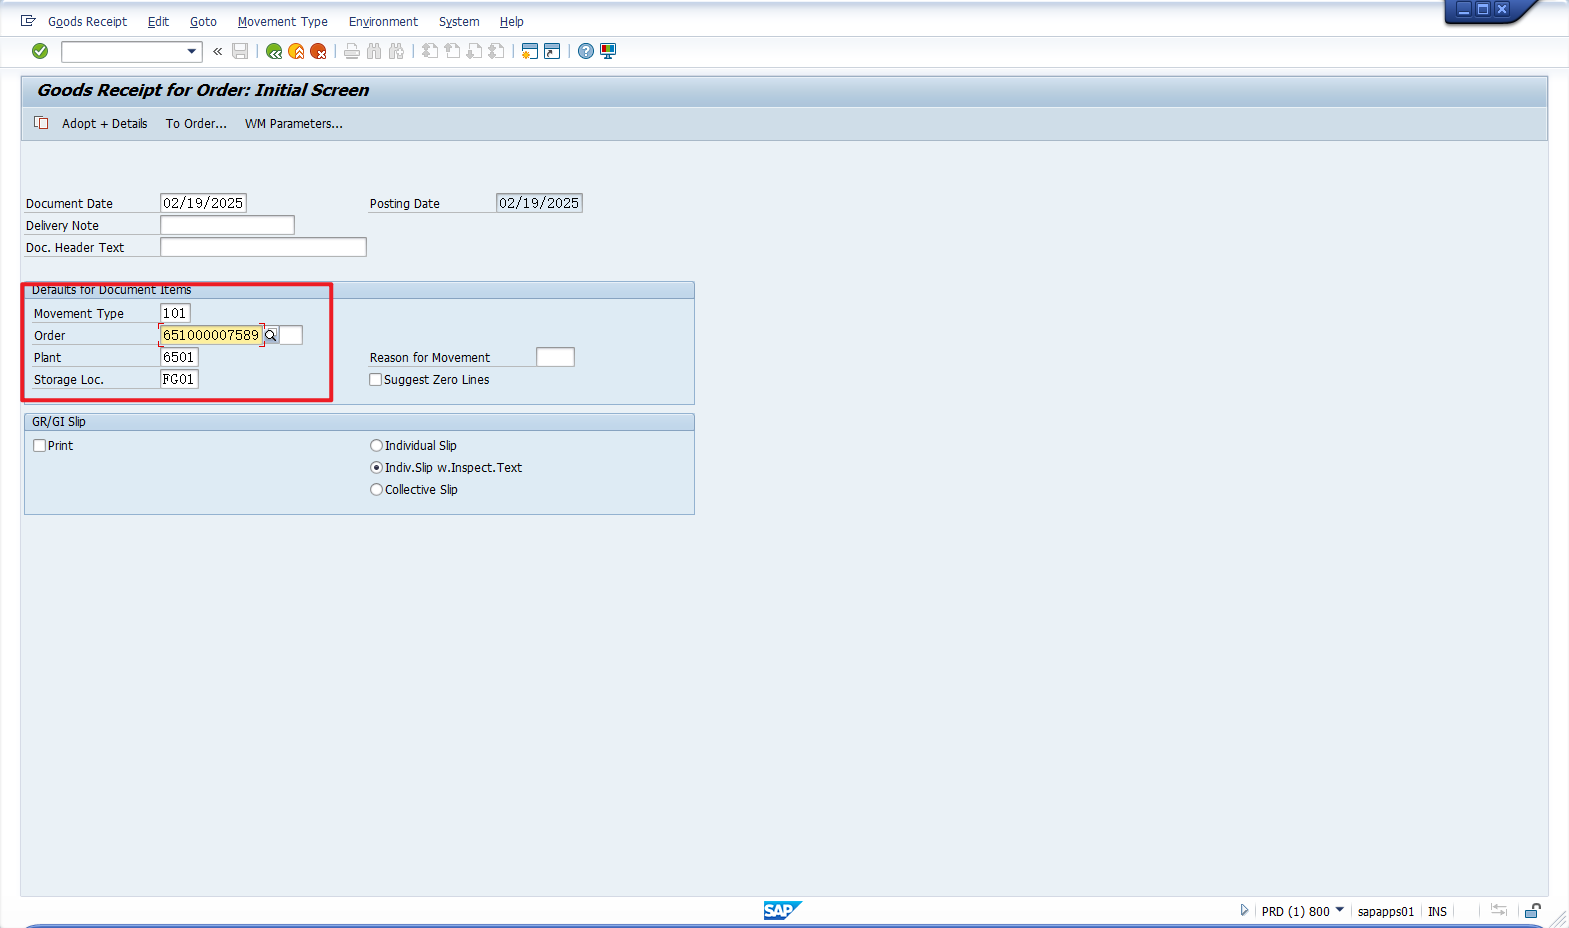 Goods Receipt Edit Goto Movement Type Environment System Help
Goods Receipt for Order: Initial Screen
Adopt + Details To Order... WM Parameters...
Document Date 02/19/2025 Posting Date 02/19/2025
Delivery Note
Doc. Header Text
Defaults for Document Items
Movement Type 101
Order 651000007589
Plant 6501 Reason for Movement
Storage Loc. FG01 Suggest Zero Lines
GR/GI Slip
Print Individual Slip
Indiv.Slip w.Inspect.Text
Collective Slip
SAP PRD (1) 800 sapapps01 INS